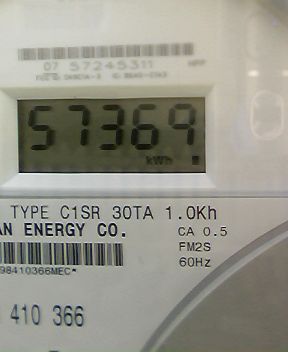 07 57245311
57369
kWh
TYPE C1SR 30TA 1.0Kh
AN ENERGY CO.
CA 0.5
FM2S
60Hz
98410366MEC*
410 366